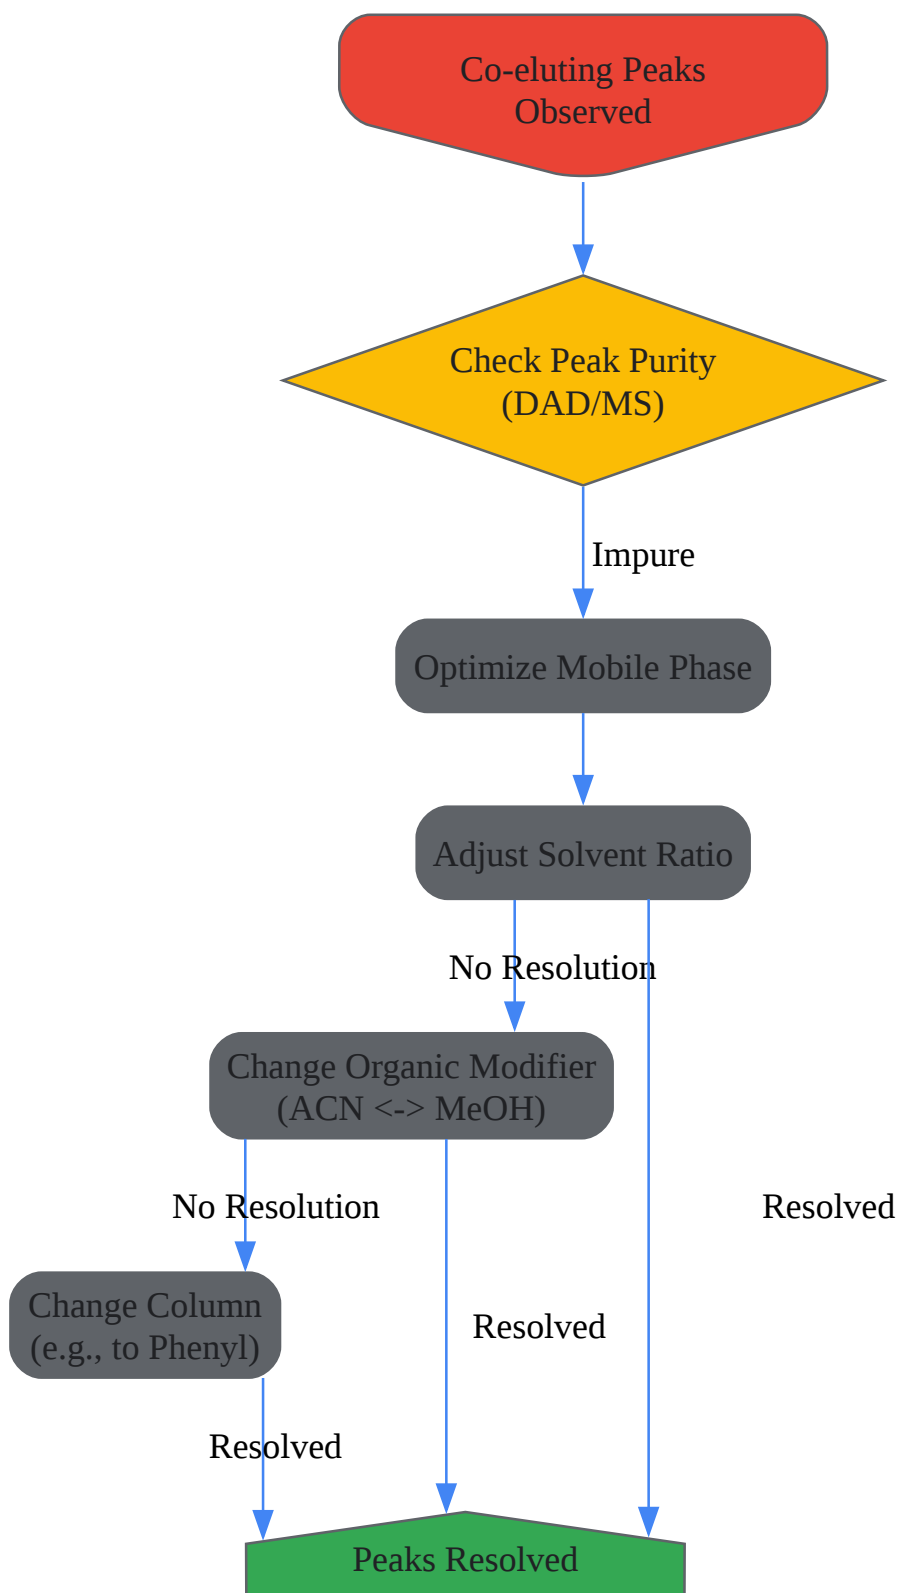 Co-eluting Peaks
Observed
Check Peak Purity
(DAD/MS)
Impure
Optimize Mobile Phase
Adjust Solvent Ratio
No Resolution
Change Organic Modifier
(ACN <-> MeOH)
No Resolution
Resolved
Change Column
(e.g., to Phenyl)
Resolved
Resolved
Peaks Resolved